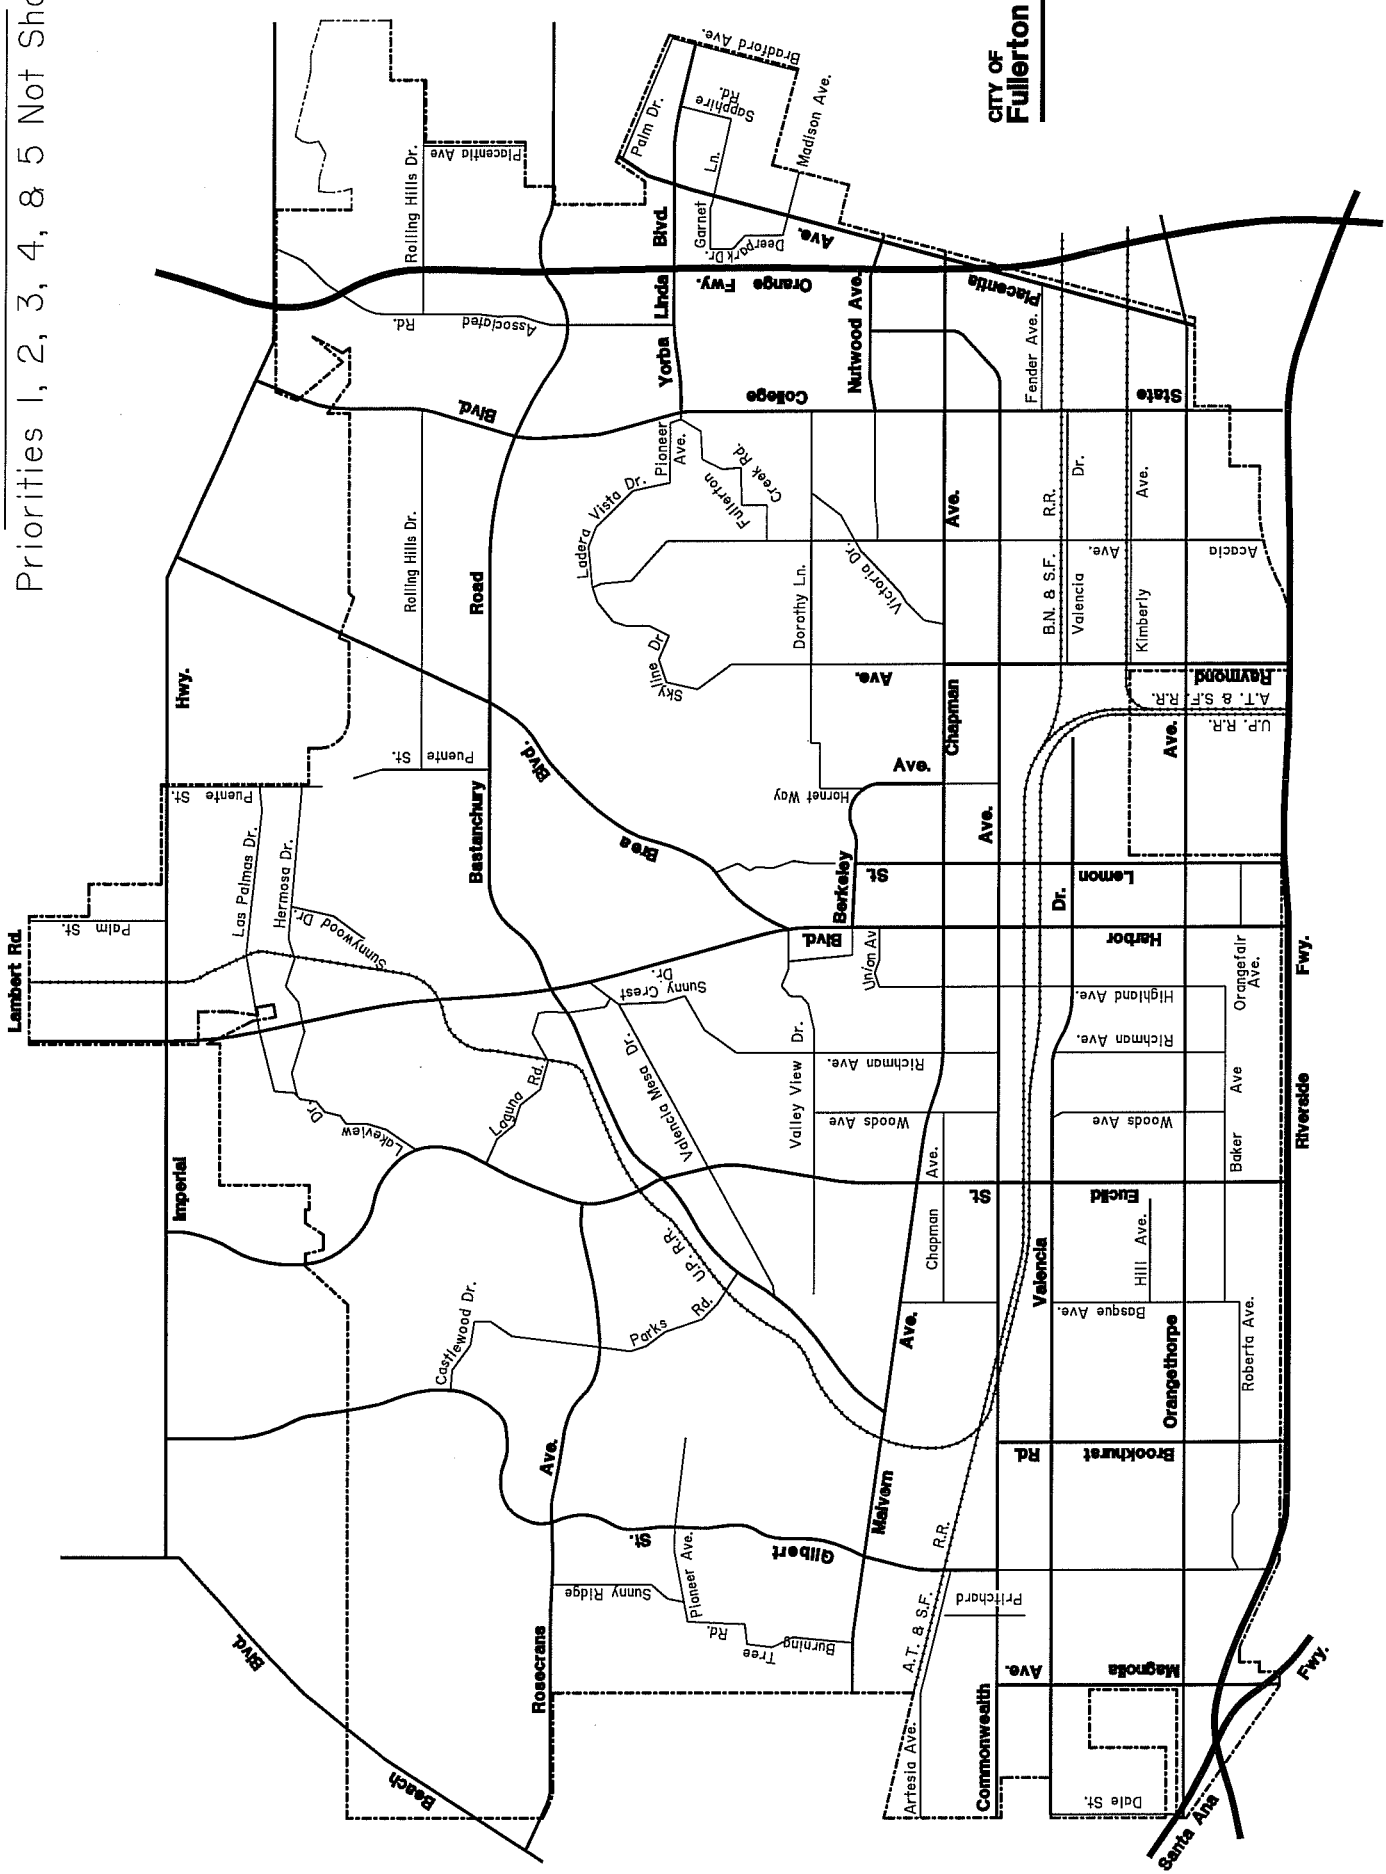 Priorities 1, 2, 3, 4, & 5 Not Sho
CITY OF
Fullerton
Lambert Rd.
Palm St.
Imperial
Hwy.
Puente St.
Las Palmas Dr.
Hermosa Dr.
Sunnywood Dr.
Lakeview Dr.
Rolling Hills Dr.
Rolling Hills Dr.
Placentia Ave
Associated Rd.
Puente St.
Bastanchury
Road
Blvd.
Brea
Blvd.
Laguna Rd.
Castlewood Dr.
Parks Rd.
U.P. R.R.
Valencia Mesa Dr.
Sunny Crest Dr.
Beach
Blvd.
Rosecrans
Ave.
Sunny Ridge
Pioneer Ave.
Burning
Tree
Rd.
Gilbert
St.
Skyline Dr.
Ladera Vista Dr.
Pioneer
Ave.
Fullerton
Creek Rd.
Yorba
Linda
Blvd.
Palm Dr.
Bradford Ave.
Sapphire
Rd.
Garnet
Ln.
Deerpark Dr.
Madison Ave.
Orange Fwy.
Placentia
Ave.
College
Nutwood Ave.
Dorothy Ln.
Victoria Dr.
Hornet Way
Berkeley
Ave.
Ave.
Valley View Dr.
Woods Ave
Richman Ave.
Union Av
Blvd.
St.
Malvern
Ave.
Chapman
Ave.
Chapman
Ave.
Artesia Ave.
A.T. & S.F.
R.R.
Pritchard
Commonwealth
Ave.
Magnolia
Ave.
Dale St.
Brookhurst
Rd.
Valencia
Dr.
Basque Ave.
Hill Ave.
Euclid
St.
Woods Ave
Richman Ave.
Highland Ave.
Harbor
Lemon
Fender Ave.
B.N. & S.F. R.R.
Valencia
Dr.
Kimberly
Ave.
Acacia
Ave.
State
Raymond
A.T. & S.F. R.R.
U.P. R.R.
Orangethorpe
Ave.
Roberta Ave.
Baker Ave
Orangefair
Ave.
Riverside
Fwy.
Santa Ana
Fwy.